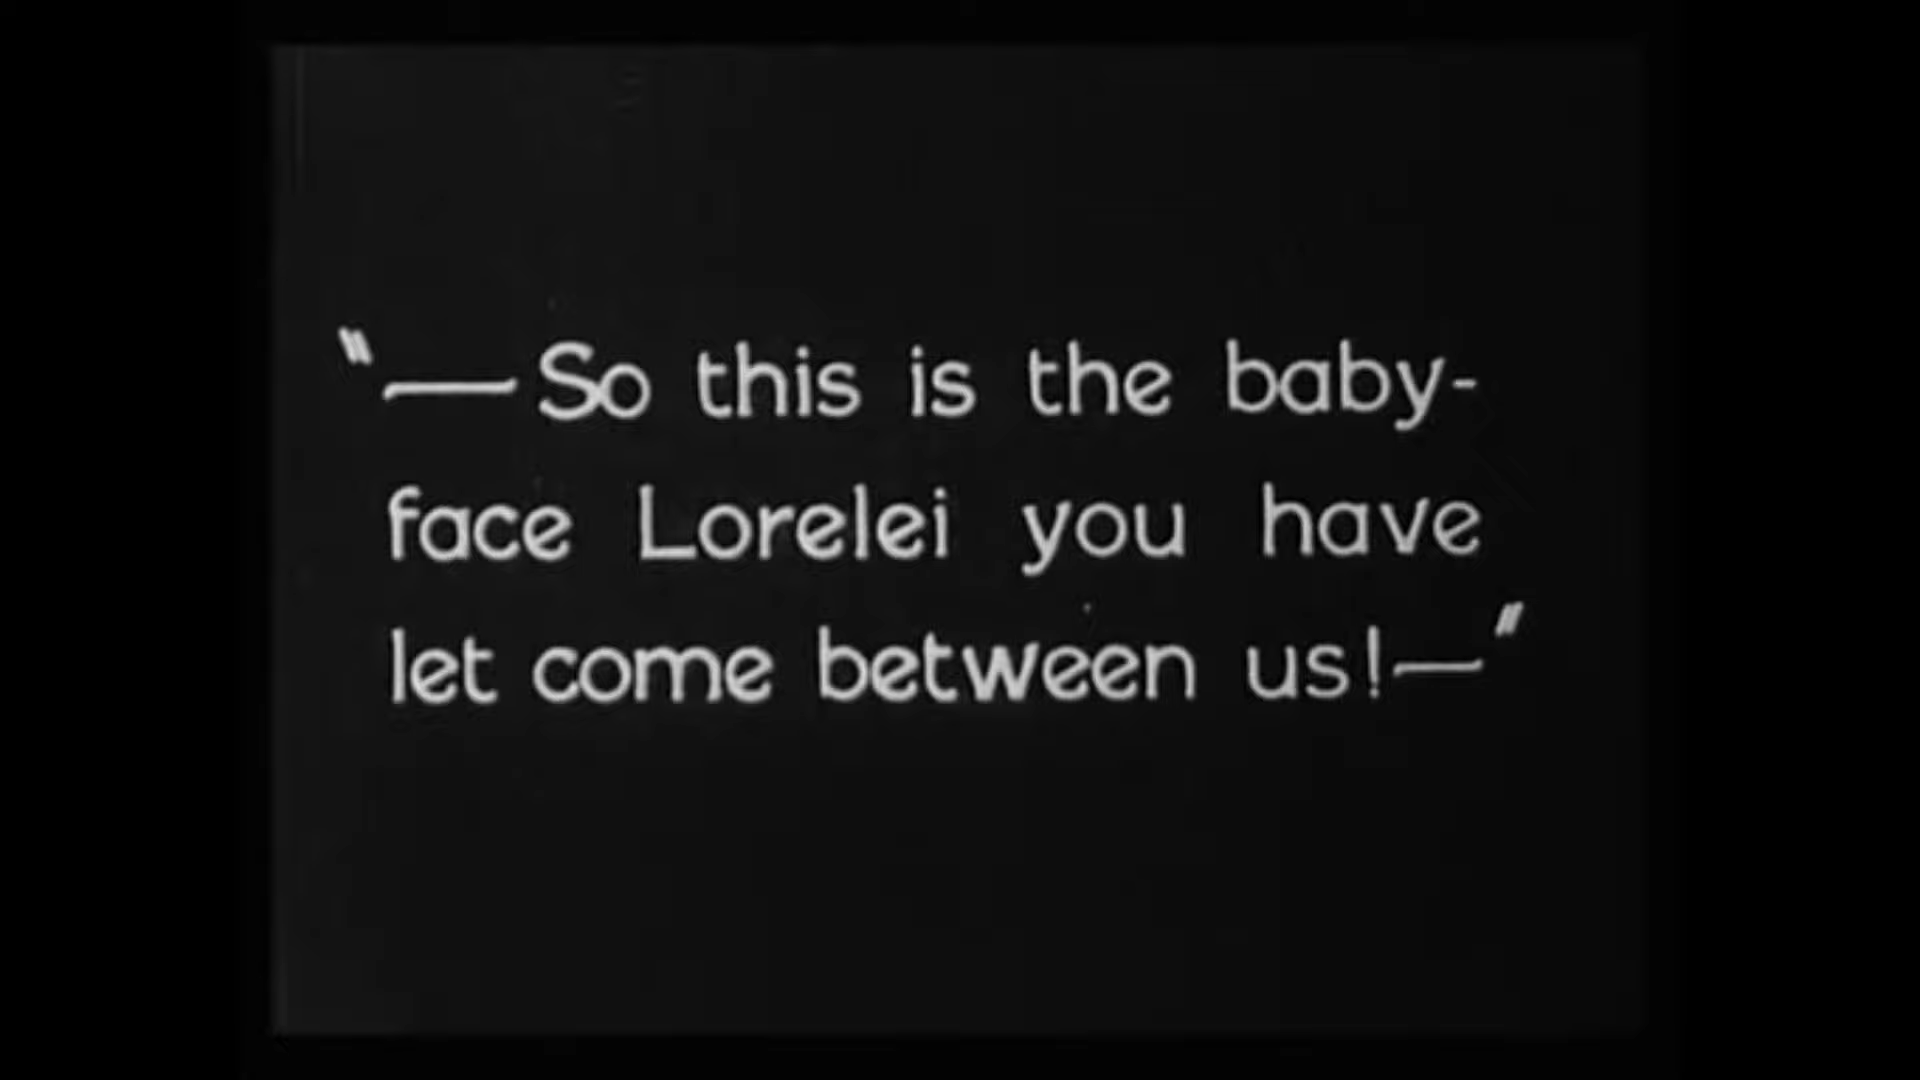 "—So this is the baby-
face Lorelei you have
let come between us!—"